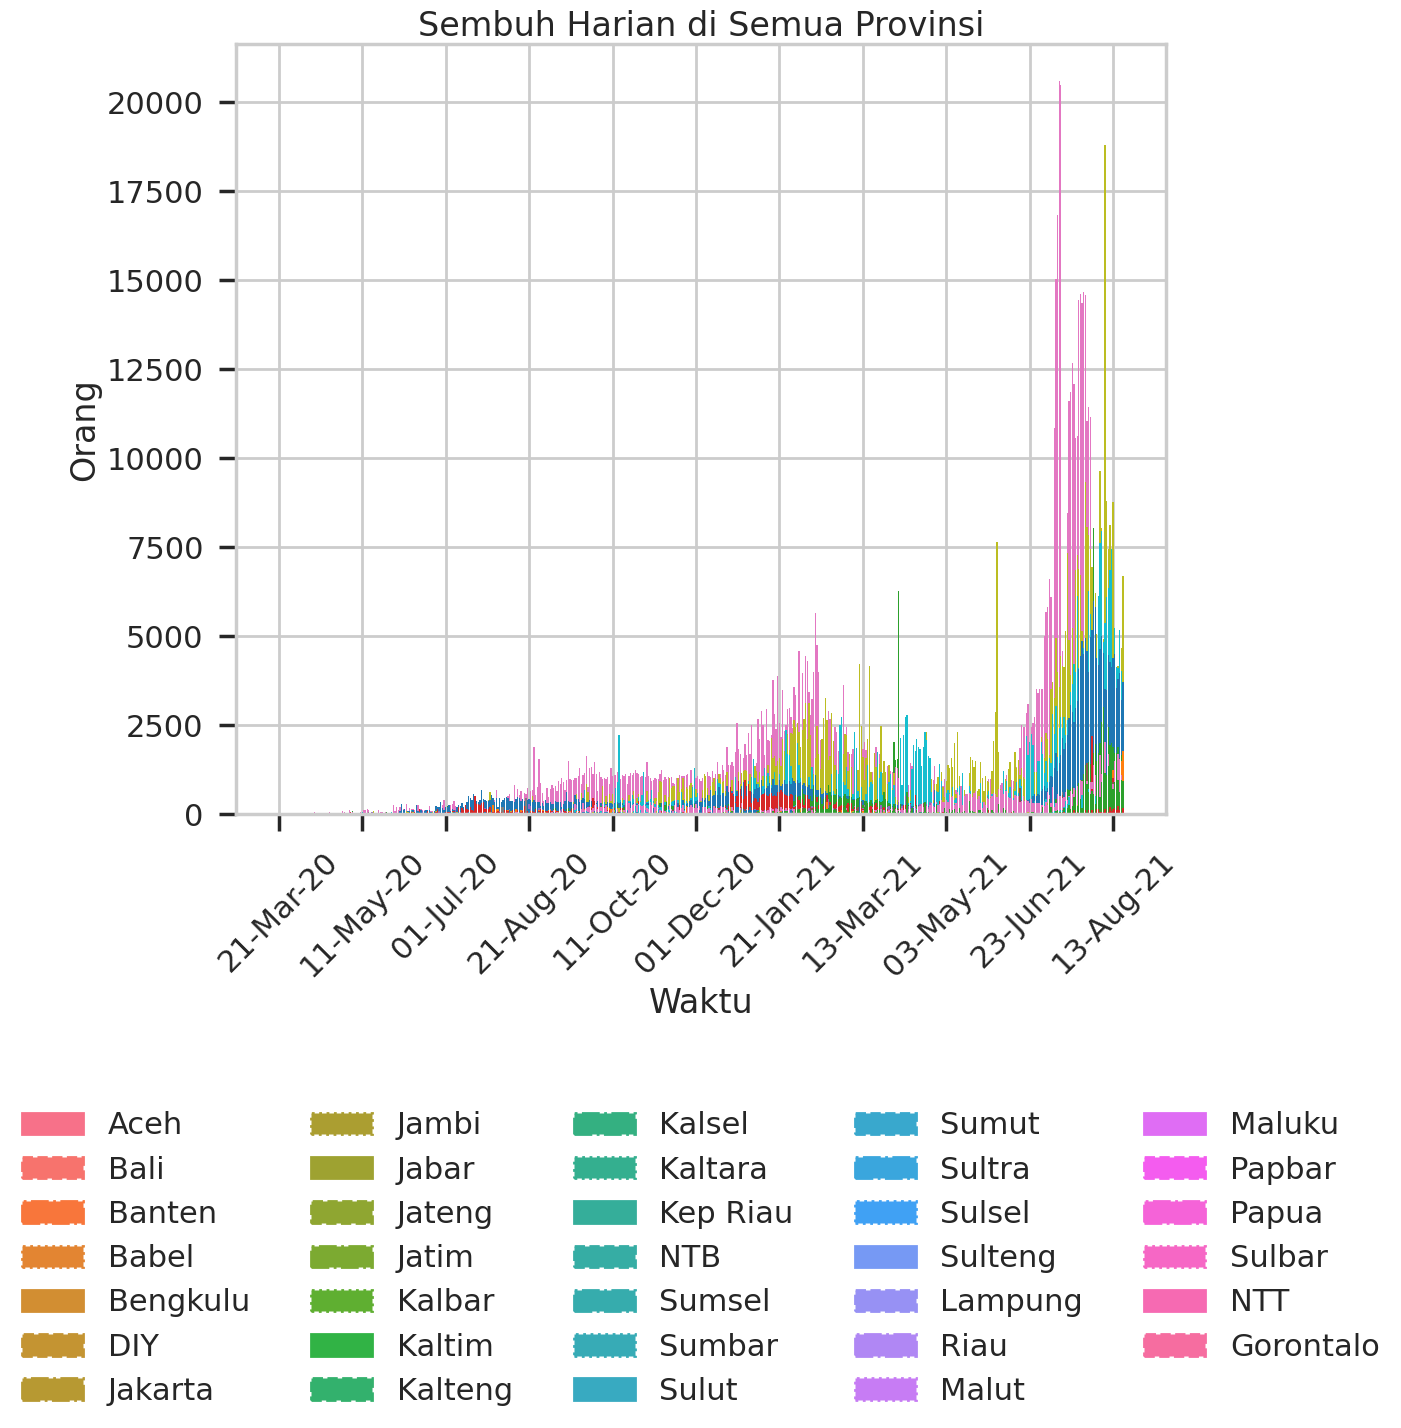 Sembuh Harian di Semua Provinsi
20000
17500
15000
12500
10000
7500
5000
2500
0
Orang
21-Mar-20
11-May-20
01-Jul-20
21-Aug-20
11-Oct-20
01-Dec-20
21-Jan-21
13-Mar-21
03-May-21
23-Jun-21
13-Aug-21
Waktu
Aceh
Bali
Banten
Babel
Bengkulu
DIY
Jakarta
Jambi
Jabar
Jateng
Jatim
Kalbar
Kaltim
Kalteng
Kalsel
Kaltara
Kep Riau
NTB
Sumsel
Sumbar
Sulut
Sumut
Sultra
Sulsel
Sulteng
Lampung
Riau
Malut
Maluku
Papbar
Papua
Sulbar
NTT
Gorontalo